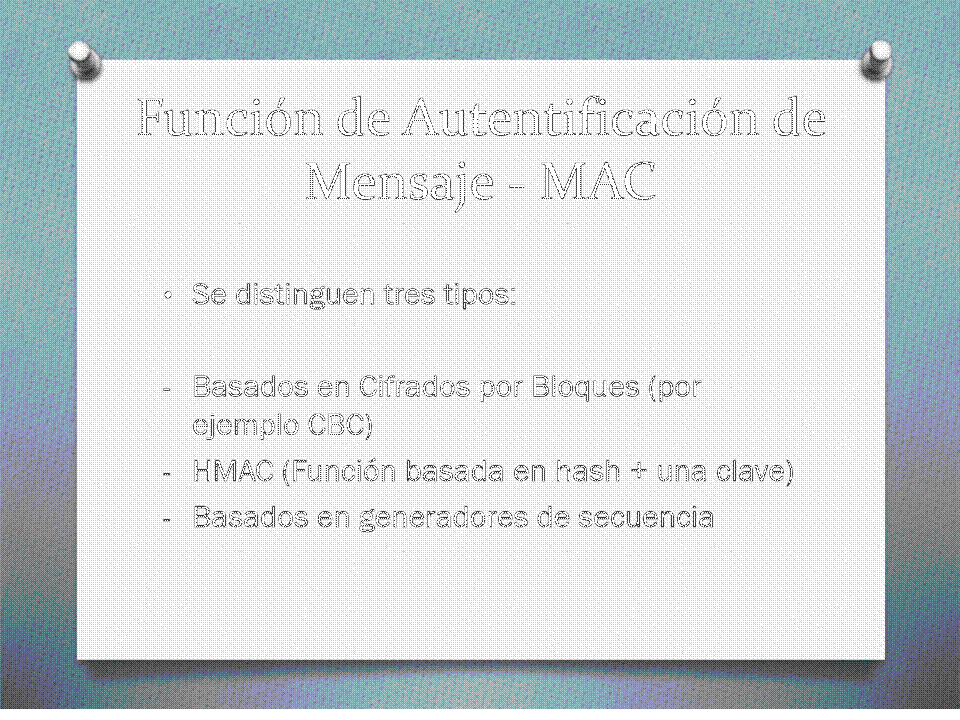 Función de Autentificación de
Mensaje - MAC
• Se distinguen tres tipos:
- Basados en Cifrados por Bloques (por
ejemplo CBC)
- HMAC (Función basada en hash + una clave)
- Basados en generadores de secuencia